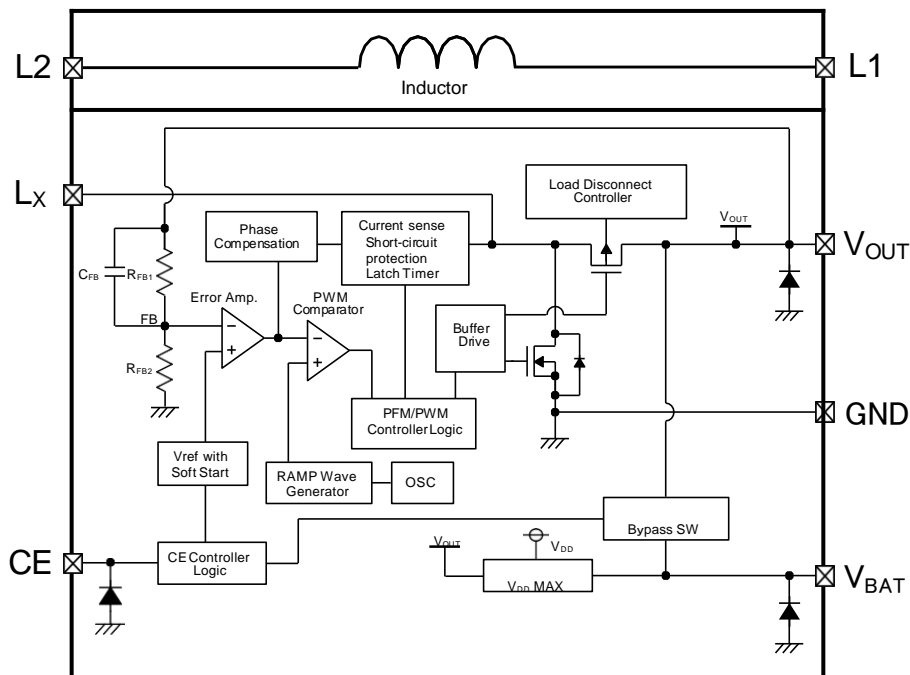 L2
L1
Inductor
LX
Load Disconnect
Controller
Phase
Compensation
Current sense
Short-circuit
protection
Latch Timer
VOUT
VOUT
CFB
RFB1
Error Amp.
PWM
Comparator
FB
Buffer
Drive
RFB2
PFM/PWM
Controller Logic
GND
Vref with
Soft Start
RAMP Wave
Generator
OSC
Bypass SW
CE
CE Controller
Logic
VOUT
VDD
VDD MAX
VBAT